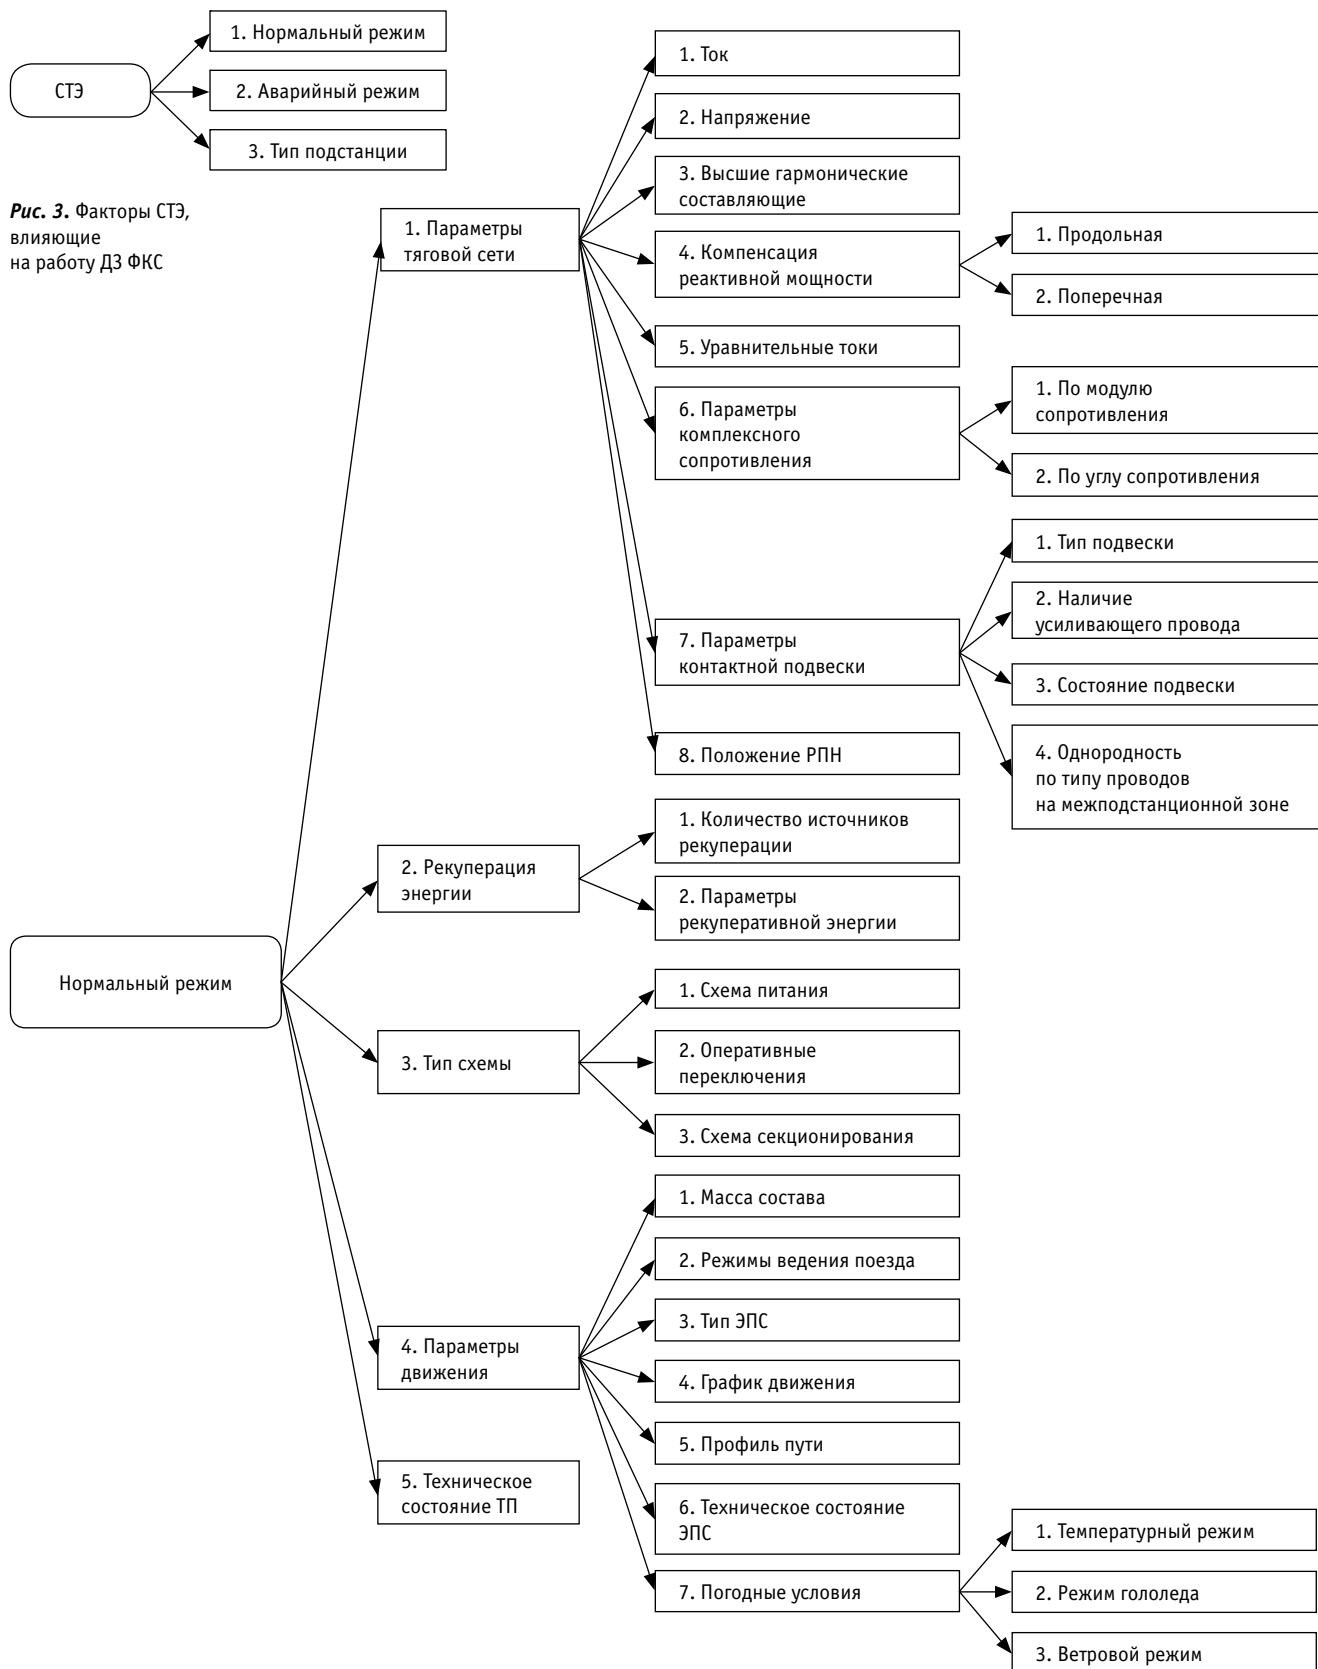 СТЭ
1. Нормальный режим
2. Аварийный режим
3. Тип подстанции
Рис. 3. Факторы СТЭ,
влияющие
на работу ДЗ ФКС
Нормальный режим
1. Параметры
тяговой сети
1. Ток
2. Напряжение
3. Высшие гармонические
составляющие
4. Компенсация
реактивной мощности
1. Продольная
2. Поперечная
5. Уравнительные токи
6. Параметры
комплексного
сопротивления
1. По модулю
сопротивления
2. По углу сопротивления
7. Параметры
контактной подвески
1. Тип подвески
2. Наличие
усиливающего провода
3. Состояние подвески
4. Однородность
по типу проводов
на межподстанционной зоне
8. Положение РПН
2. Рекуперация
энергии
1. Количество источников
рекуперации
2. Параметры
рекуперативной энергии
3. Тип схемы
1. Схема питания
2. Оперативные
переключения
3. Схема секционирования
4. Параметры
движения
1. Масса состава
2. Режимы ведения поезда
3. Тип ЭПС
4. График движения
5. Профиль пути
6. Техническое состояние
ЭПС
7. Погодные условия
1. Температурный режим
2. Режим гололеда
3. Ветровой режим
5. Техническое
состояние ТП